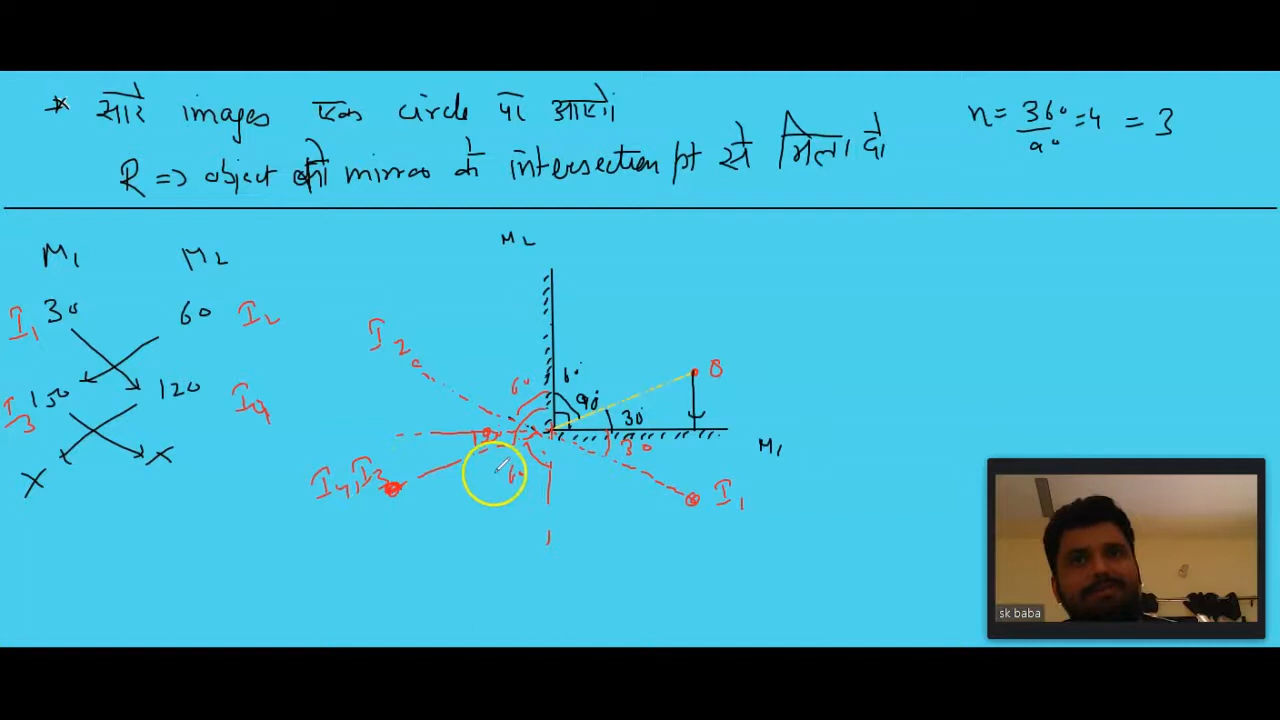 * सारे images एक circle पर आएंगे
R => object को mirror के intersection pt से मिला दो
n = 360/90 = 4 = 3
M1 M2
M2
I1 30 60 I2
I2
60 60
O
90 30
I3 150 120 I4
30
M1
I4, I3
60
I1
X X
sk baba